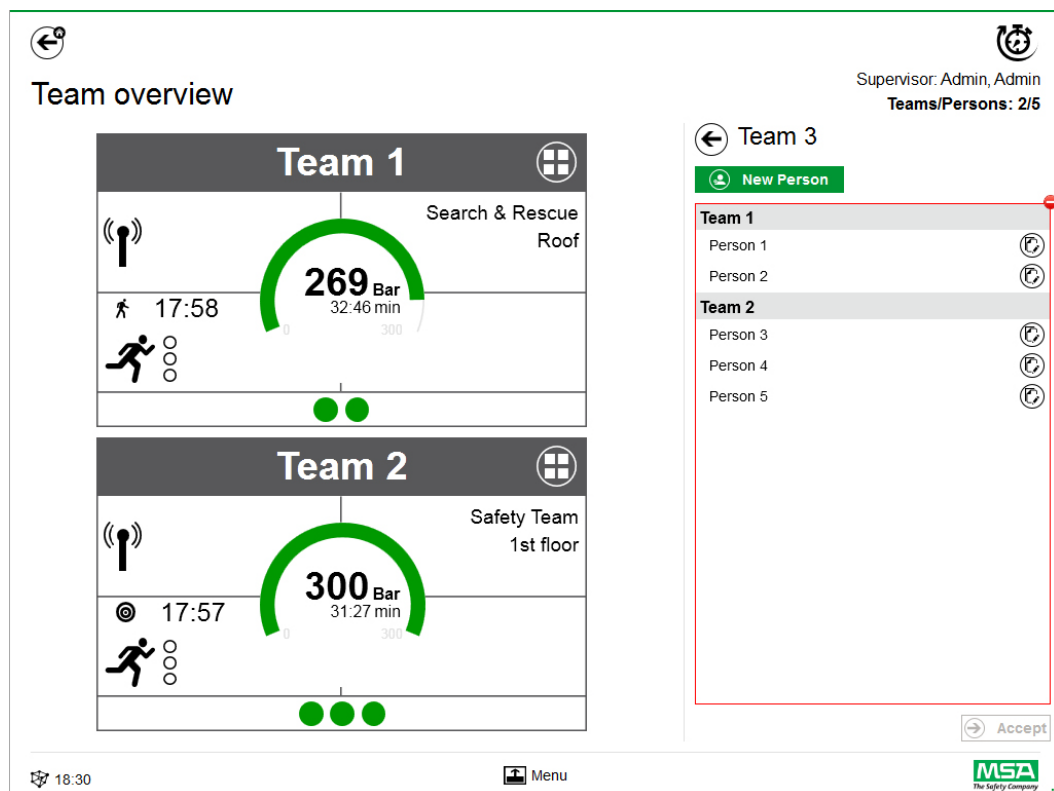 Team overview
Supervisor: Admin, Admin
Teams/Persons: 2/5
Team 1
Search & Rescue
Roof
269 Bar
32:46 min
0
300
17:58
Team 2
Safety Team
1st floor
300 Bar
31:27 min
0
300
17:57
Team 3
New Person
Team 1
Person 1
Person 2
Team 2
Person 3
Person 4
Person 5
Accept
18:30
Menu
MSA
The Safety Company